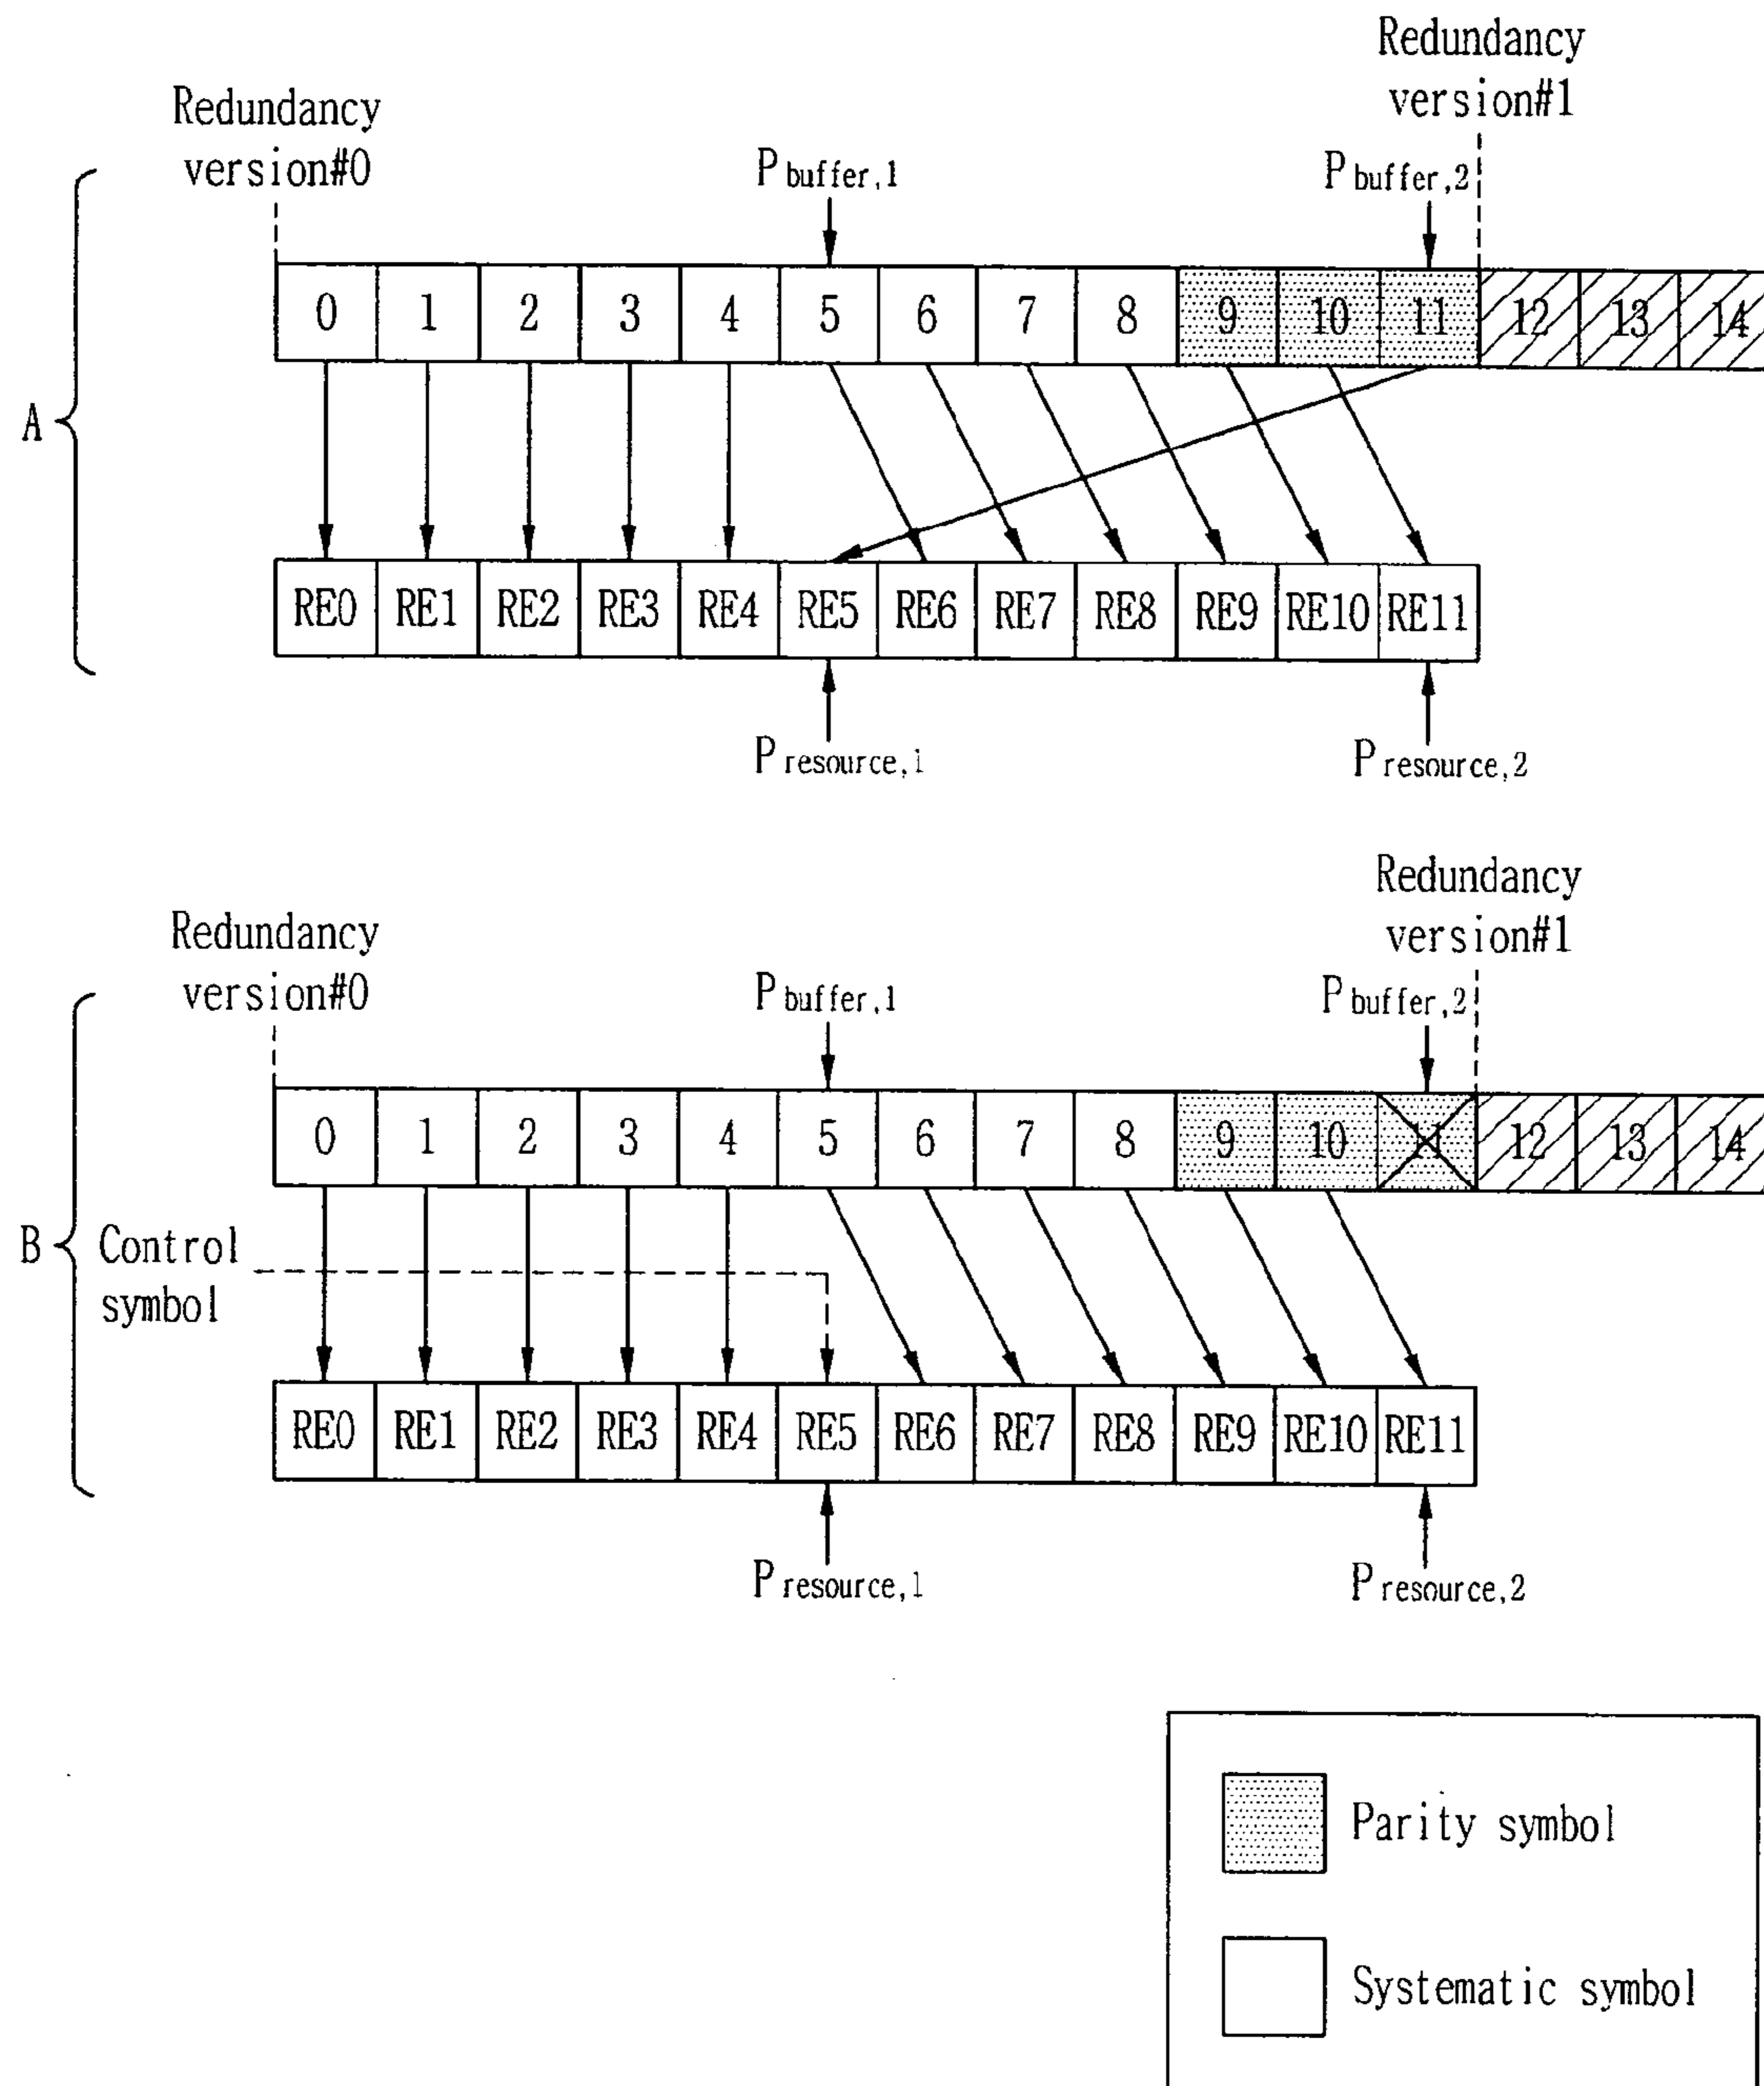 Redundancy
version#1
Redundancy
version#0
P buffer,1
P buffer,2
0 1 2 3 4 5 6 7 8 9 10 11 12 13 14
A
RE0 RE1 RE2 RE3 RE4 RE5 RE6 RE7 RE8 RE9 RE10 RE11
P resource,1
P resource,2
Redundancy
version#1
Redundancy
version#0
P buffer,1
P buffer,2
0 1 2 3 4 5 6 7 8 9 10 11 12 13 14
B
Control
symbol
RE0 RE1 RE2 RE3 RE4 RE5 RE6 RE7 RE8 RE9 RE10 RE11
P resource,1
P resource,2
Parity symbol
Systematic symbol